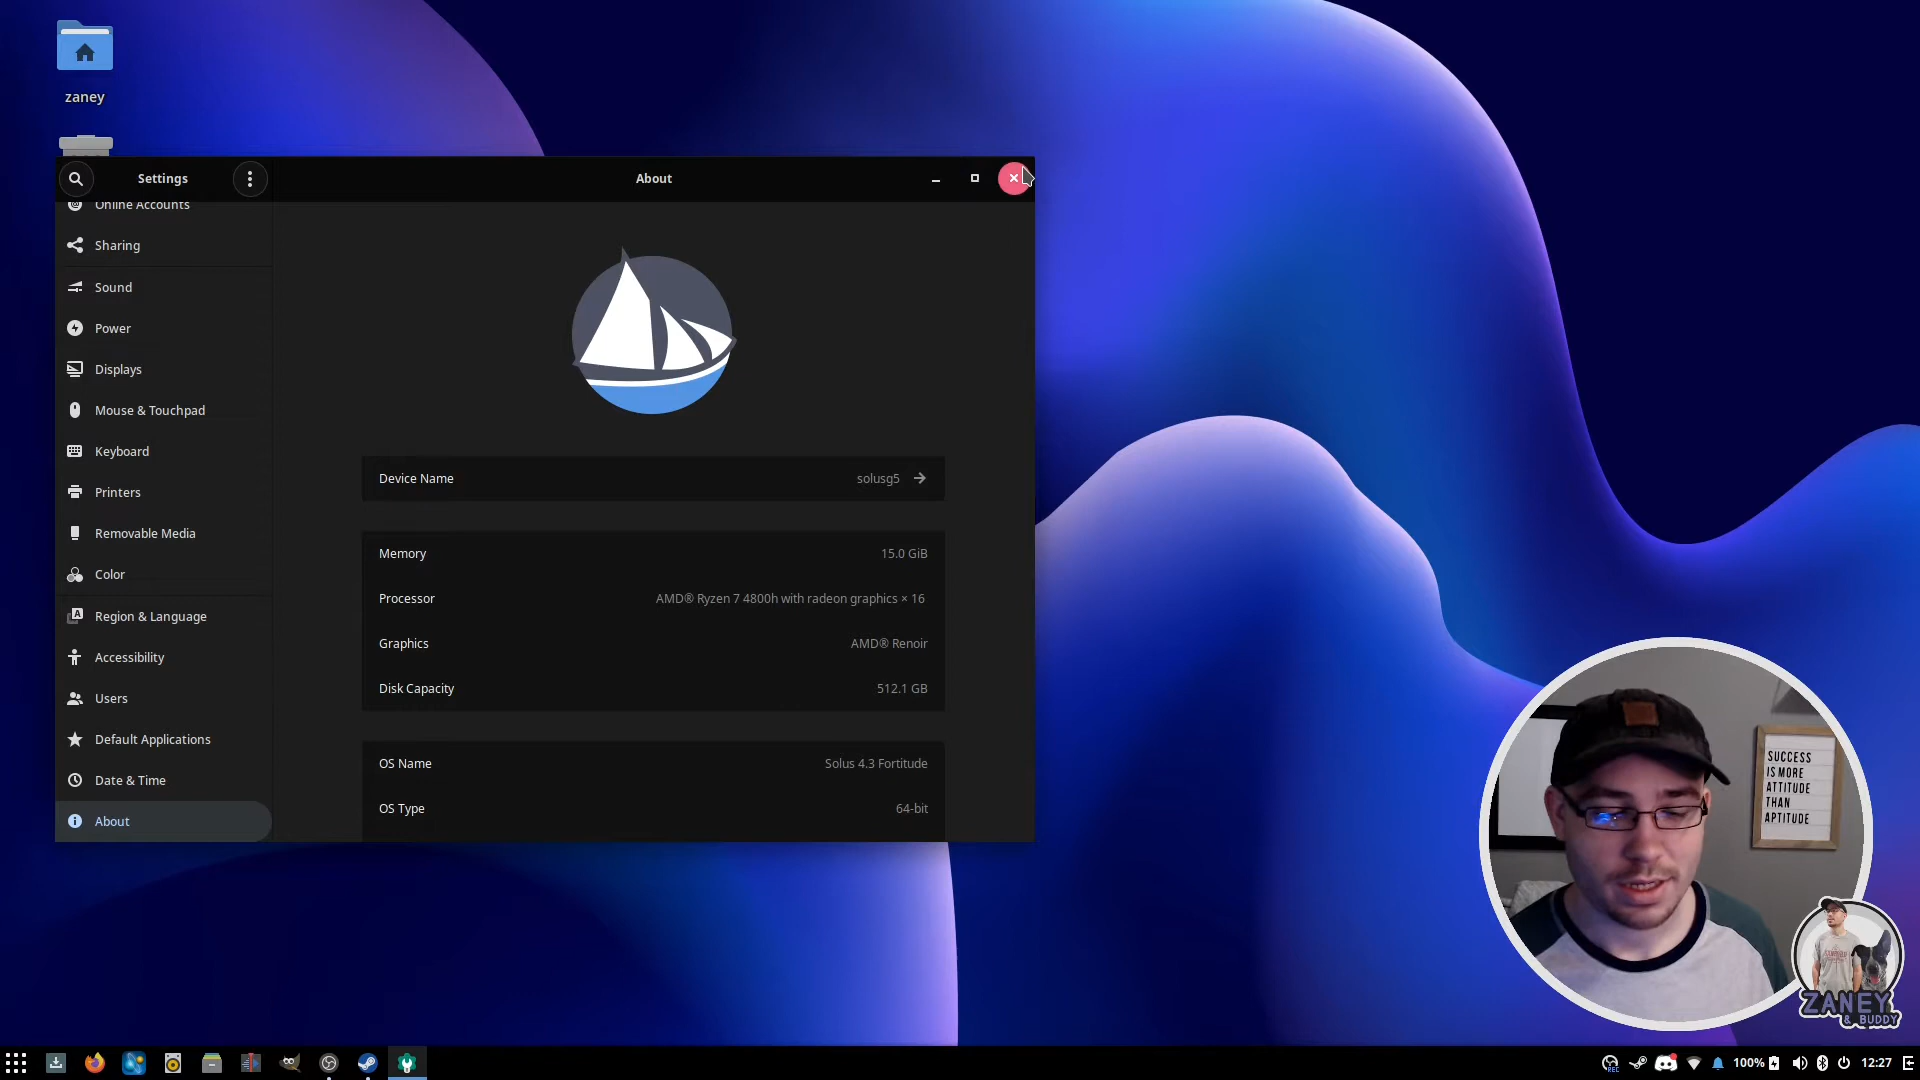 zaney
Settings
About
Online Accounts
Sharing
Sound
Power
Displays
Mouse & Touchpad
Keyboard
Printers
Removable Media
Color
Region & Language
Accessibility
Users
Default Applications
Date & Time
About
Device Name solusg5
Memory 15.0 GiB
Processor AMD® Ryzen 7 4800h with radeon graphics × 16
Graphics AMD® Renoir
Disk Capacity 512.1 GB
OS Name Solus 4.3 Fortitude
OS Type 64-bit
SUCCESS
IS MORE
ATTITUDE
THAN
APTITUDE
ZANEY
& BUDDY
REC
100%
12:27